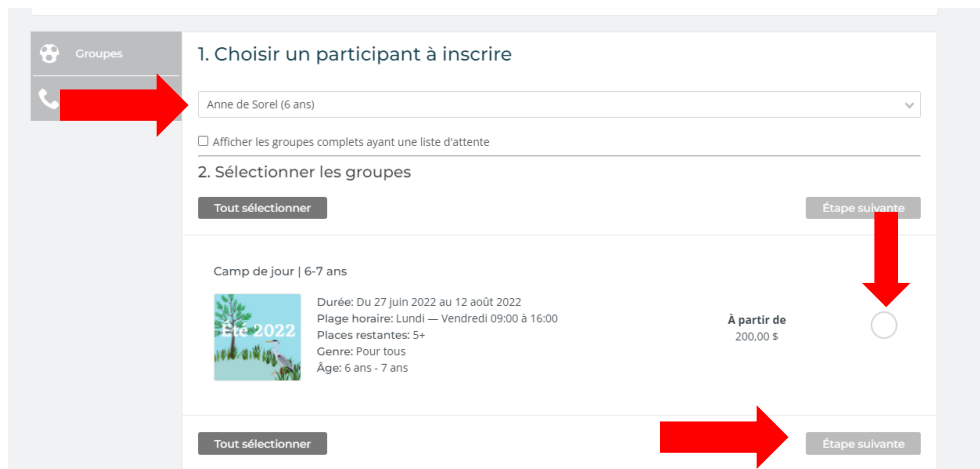 Groupes
1. Choisir un participant à inscrire
Anne de Sorel (6 ans)
Afficher les groupes complets ayant une liste d'attente
2. Sélectionner les groupes
Tout sélectionner
Étape suivante
Camp de jour | 6-7 ans
Été 2022
Durée: Du 27 juin 2022 au 12 août 2022
Plage horaire: Lundi — Vendredi 09:00 à 16:00
Places restantes: 5+
Genre: Pour tous
Âge: 6 ans - 7 ans
À partir de
200,00 $
Tout sélectionner
Étape suivante